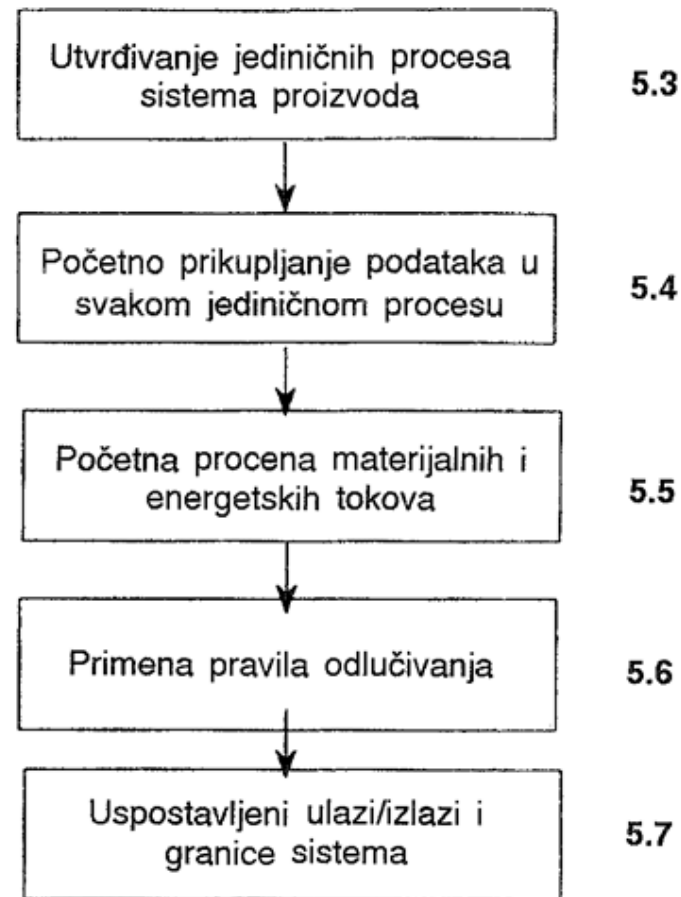 Utvrđivanje jediničnih procesa
sistema proizvoda
5.3
Početno prikupljanje podataka u
svakom jediničnom procesu
5.4
Početna procena materijalnih i
energetskih tokova
5.5
Primena pravila odlučivanja
5.6
Uspostavljeni ulazi/izlazi i
granice sistema
5.7